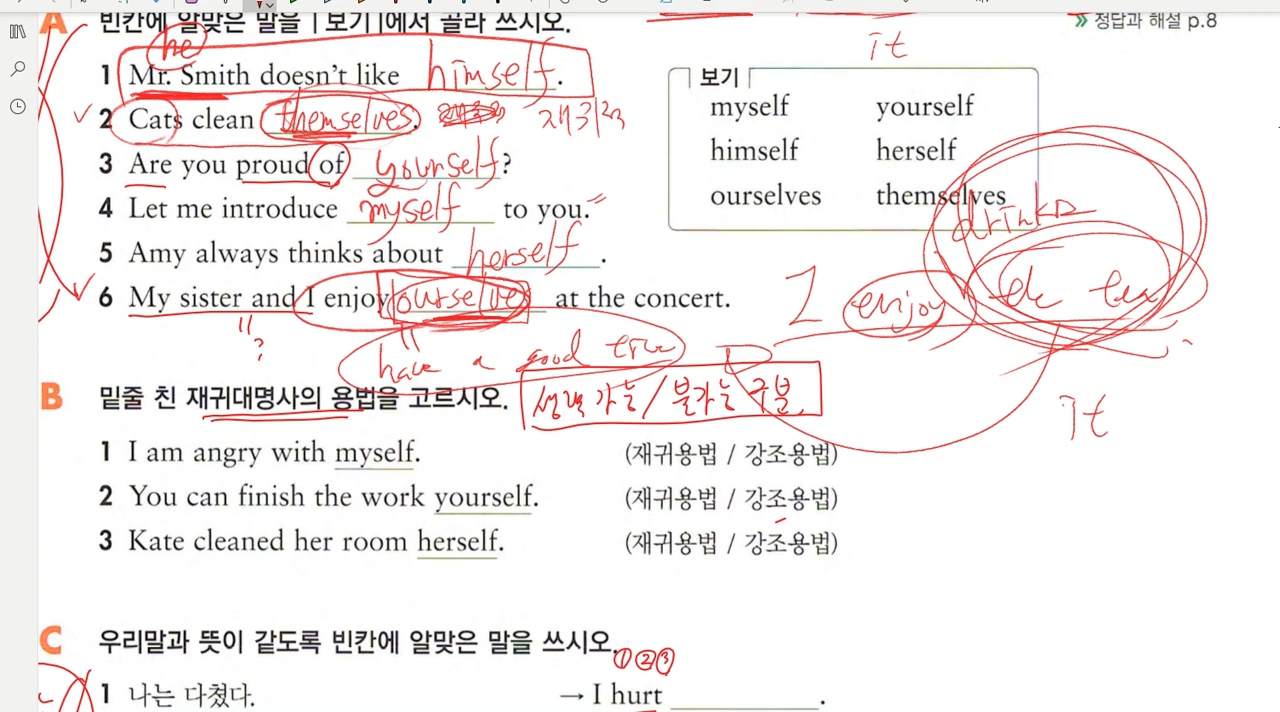 A 빈칸에 알맞은 말을 |보기|에서 골라 쓰시오.
» 정답과 해설 p.8
it
he
1 Mr. Smith doesn't like himself.
2 Cats clean themselves.
3 Are you proud of yourself?
4 Let me introduce myself to you.
5 Amy always thinks about herself.
6 My sister and I enjoy ourselves at the concert.
|보기|
myself yourself
himself herself
ourselves themselves
drinks
I enjoy
it
"
?
have a good time
B 밑줄 친 재귀대명사의 용법을 고르시오. 생략 가능/불가능 구분
1 I am angry with myself. (재귀용법 / 강조용법)
2 You can finish the work yourself. (재귀용법 / 강조용법)
3 Kate cleaned her room herself. (재귀용법 / 강조용법)
C 우리말과 뜻이 같도록 빈칸에 알맞은 말을 쓰시오.
①②③
1 나는 다쳤다. → I hurt .